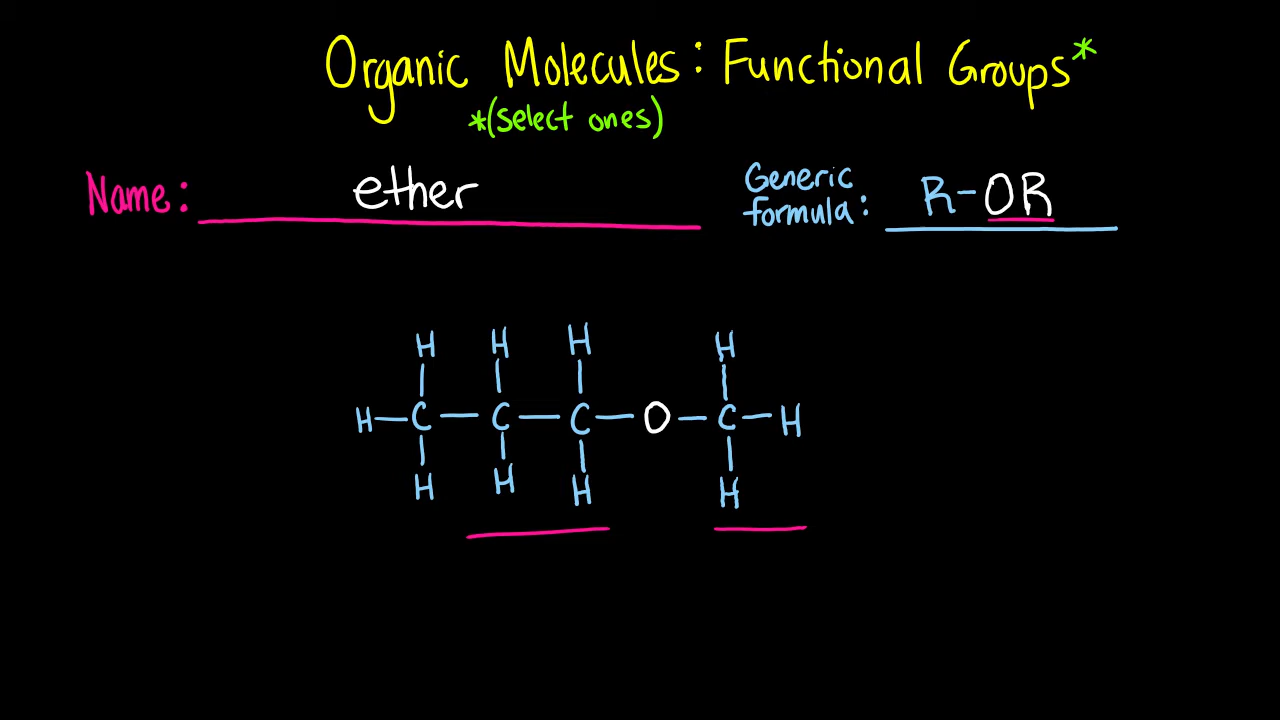 Organic Molecules: Functional Groups*
*(select ones)
Name: ether
Generic formula: R-OR
H H H H
H-C-C-C-O-C-H
H H H H